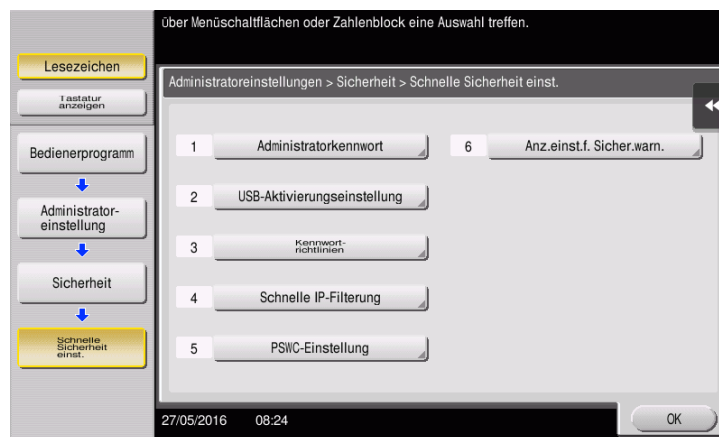 über Menüschaltflächen oder Zahlenblock eine Auswahl treffen.
Lesezeichen
Tastatur
anzeigen
Administratoreinstellungen > Sicherheit > Schnelle Sicherheit einst.
Bedienerprogramm
Administrator-
einstellung
Sicherheit
Schnelle
Sicherheit
einst.
1 Administratorkennwort
6 Anz.einst.f. Sicher.warn.
2 USB-Aktivierungseinstellung
3 Kennwort-
richtlinien
4 Schnelle IP-Filterung
5 PSWC-Einstellung
27/05/2016 08:24
OK